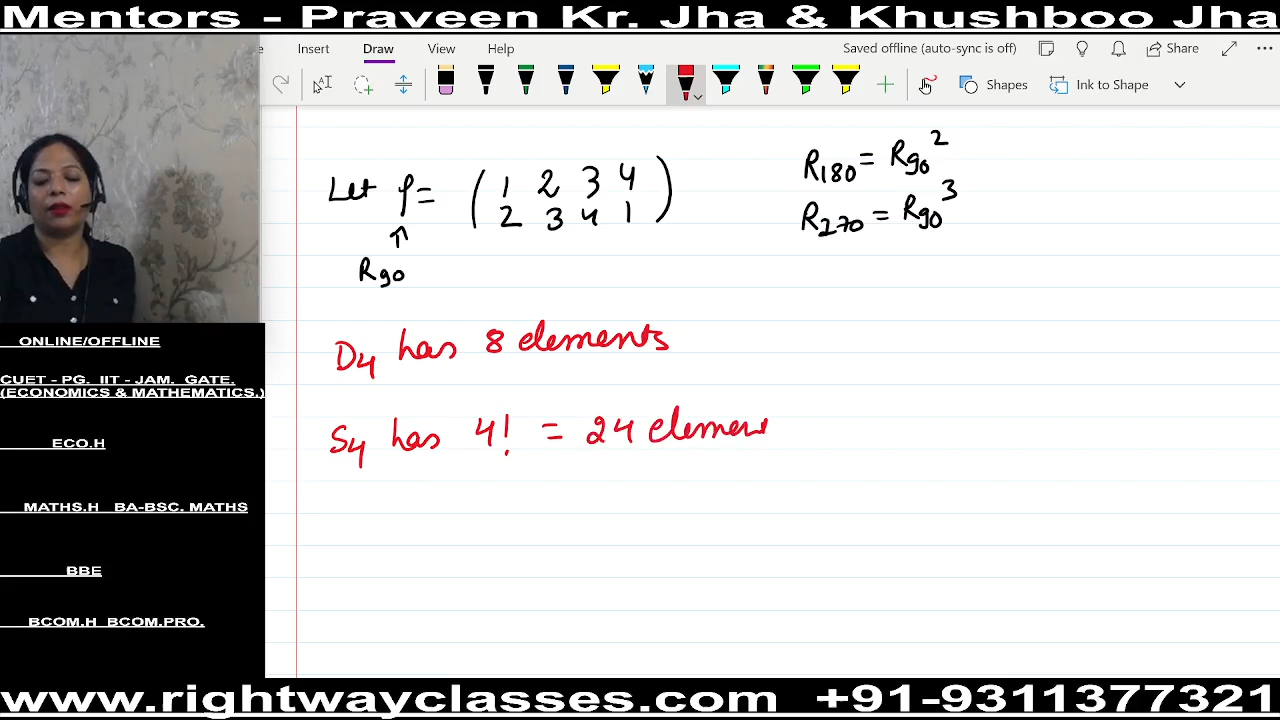 Mentors - Praveen Kr. Jha & Khushboo Jha
Insert Draw View Help Saved offline (auto-sync is off) Share
Shapes Ink to Shape
Let ρ = ( 1 2 3 4
2 3 4 1 )
↑
R90
R180 = R90²
R270 = R90³
D4 has 8 elements
S4 has 4! = 24 elemen
ONLINE/OFFLINE
CUET - PG. IIT - JAM. GATE.
(ECONOMICS & MATHEMATICS.)
ECO.H
MATHS.H BA-BSC. MATHS
BBE
BCOM.H BCOM.PRO.
www.rightwayclasses.com +91-9311377321